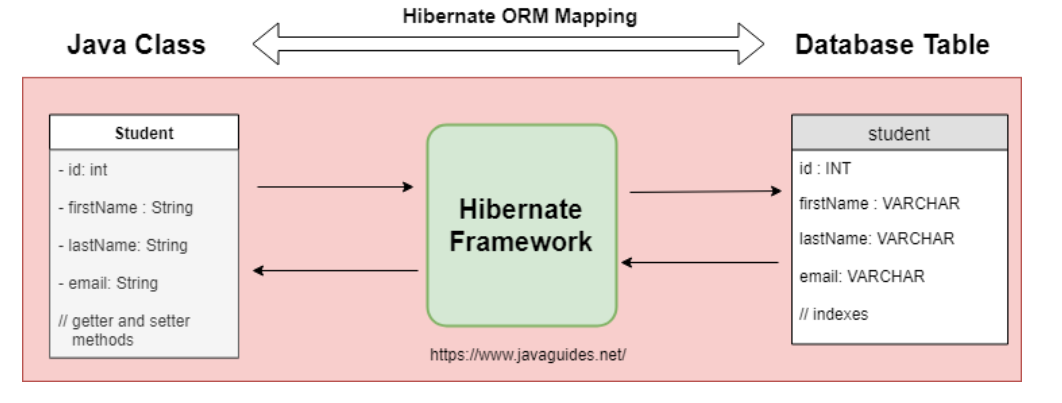 Hibernate ORM Mapping
Java Class
Database Table
Student
- id: int
- firstName : String
- lastName: String
- email: String
// getter and setter
methods
Hibernate
Framework
https://www.javaguides.net/
student
id : INT
firstName : VARCHAR
lastName: VARCHAR
email: VARCHAR
// indexes